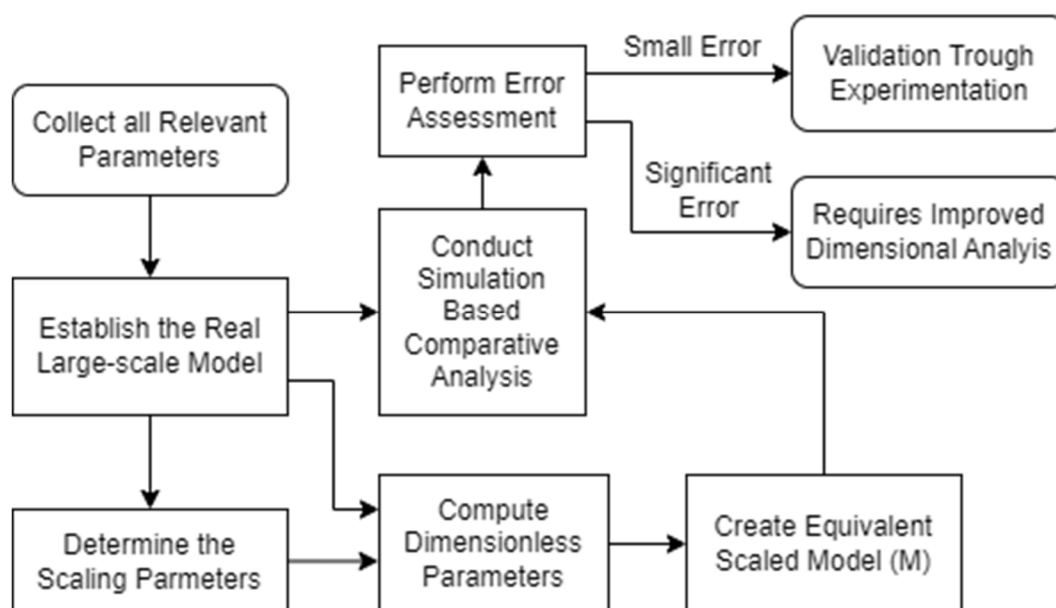 Collect all Relevant
Parameters
Establish the Real
Large-scale Model
Determine the
Scaling Parmeters
Perform Error
Assessment
Conduct
Simulation
Based
Comparative
Analysis
Compute
Dimensionless
Parameters
Create Equivalent
Scaled Model (M)
Small Error
Significant
Error
Validation Trough
Experimentation
Requires Improved
Dimensional Analyis